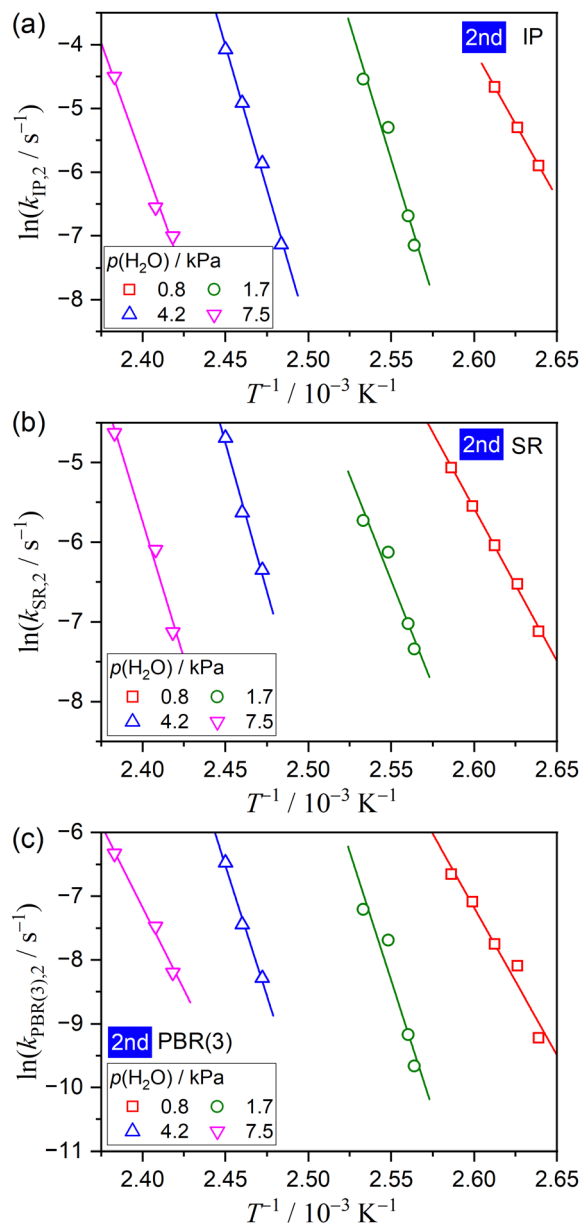 (a)
2nd IP
ln(k_IP,2 / s⁻¹)
−4
−5
−6
−7
−8
p(H₂O) / kPa
0.8 1.7
4.2 7.5
2.40 2.45 2.50 2.55 2.60 2.65
T⁻¹ / 10⁻³ K⁻¹
(b)
2nd SR
ln(k_SR,2 / s⁻¹)
−5
−6
−7
−8
p(H₂O) / kPa
0.8 1.7
4.2 7.5
2.40 2.45 2.50 2.55 2.60 2.65
T⁻¹ / 10⁻³ K⁻¹
(c)
ln(k_PBR(3),2 / s⁻¹)
−6
−7
−8
−9
−10
−11
2nd PBR(3)
p(H₂O) / kPa
0.8 1.7
4.2 7.5
2.40 2.45 2.50 2.55 2.60 2.65
T⁻¹ / 10⁻³ K⁻¹